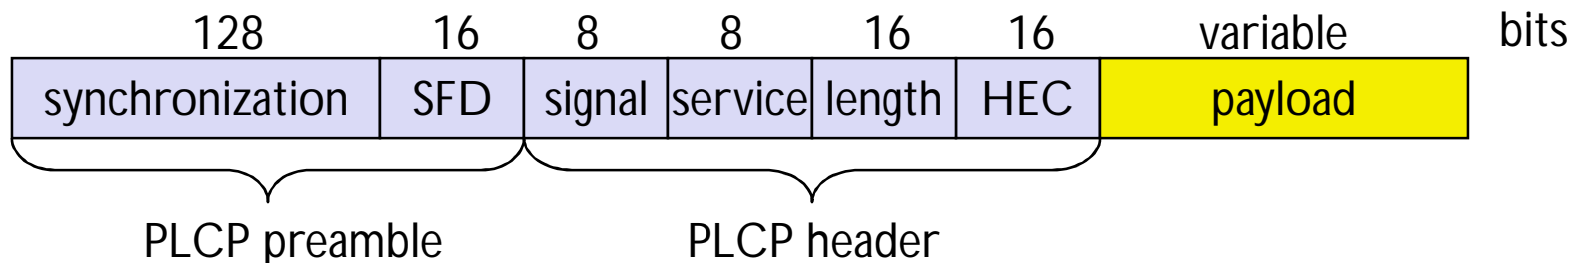 128 16 8 8 16 16 variable bits
synchronization SFD signal service length HEC payload
PLCP preamble PLCP header